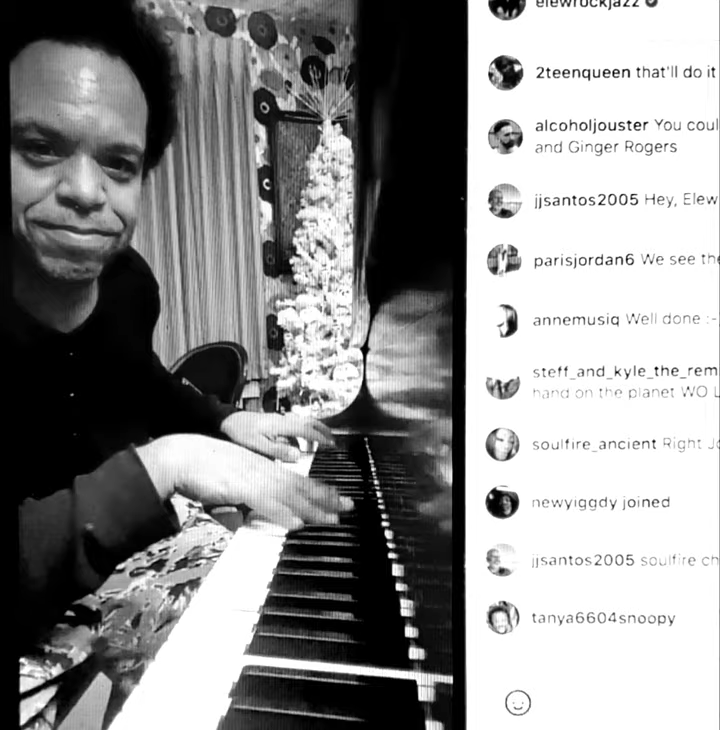 elewrockjazz
2teenqueen that'll do it
alcoholjouster You coul
and Ginger Rogers
jjsantos2005 Hey, Elew
parisjordan6 We see the
annemusiq Well done :-
steff_and_kyle_the_rem
hand on the planet WO L
soulfire_ancient Right Jo
newyiggdy joined
jjsantos2005 soulfire ch
tanya6604snoopy